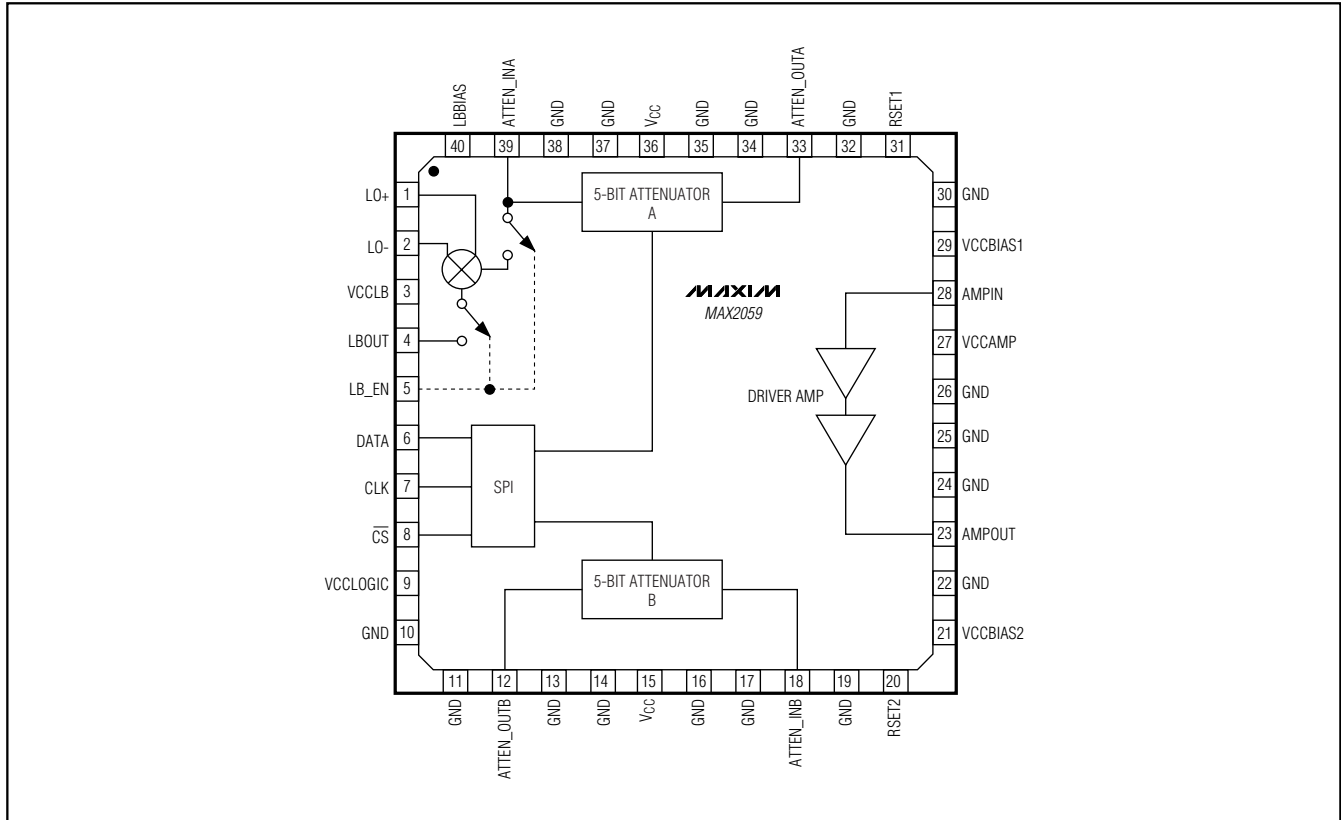 LBBIAS
ATTEN_INA
GND
GND
VCC
GND
GND
ATTEN_OUTA
GND
RSET1
40
39
38
37
36
35
34
33
32
31
LO+ 1
LO- 2
VCCLB 3
LBOUT 4
LB_EN 5
DATA 6
CLK 7
CS 8
VCCLOGIC 9
GND 10
5-BIT ATTENUATOR
A
MAXIM
MAX2059
DRIVER AMP
SPI
5-BIT ATTENUATOR
B
30 GND
29 VCCBIAS1
28 AMPIN
27 VCCAMP
26 GND
25 GND
24 GND
23 AMPOUT
22 GND
21 VCCBIAS2
11
12
13
14
15
16
17
18
19
20
GND
ATTEN_OUTB
GND
GND
VCC
GND
GND
ATTEN_INB
GND
RSET2